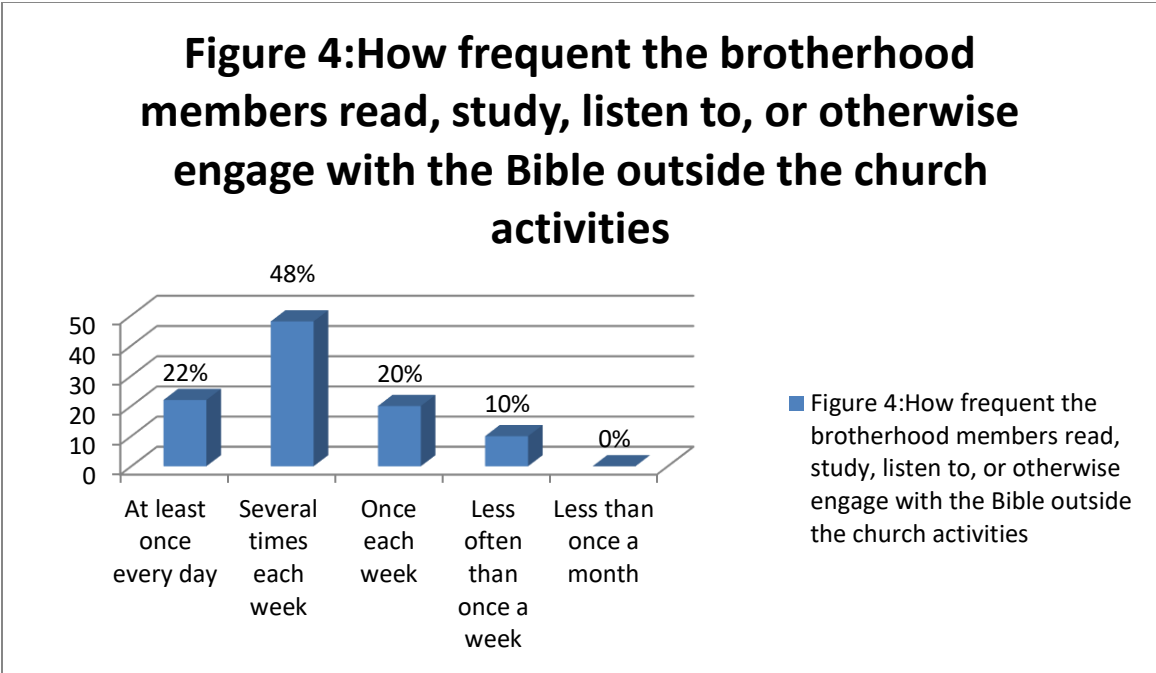 Figure 4:How frequent the brotherhood
members read, study, listen to, or otherwise
engage with the Bible outside the church
activities
48%
50
40
30
20
10
0
22%
20%
10%
0%
At least
once
every day
Several
times
each
week
Once
each
week
Less
often
than
once a
week
Less than
once a
month
Figure 4:How frequent the
brotherhood members read,
study, listen to, or otherwise
engage with the Bible outside
the church activities